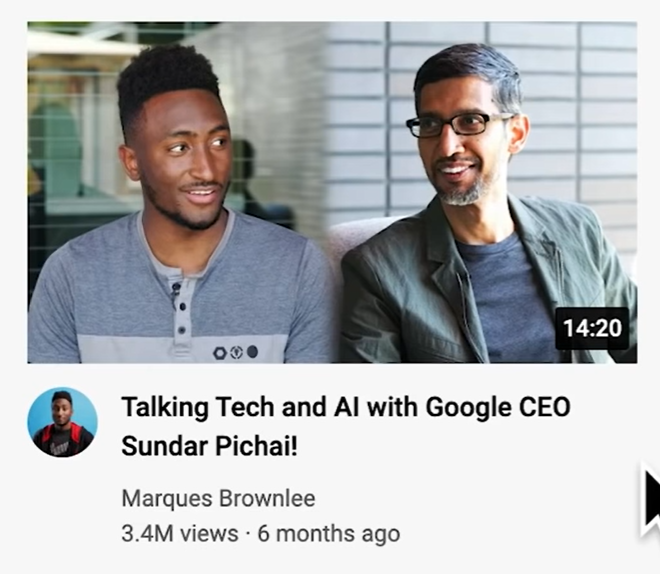 14:20
Talking Tech and AI with Google CEO
Sundar Pichai!
Marques Brownlee
3.4M views · 6 months ago